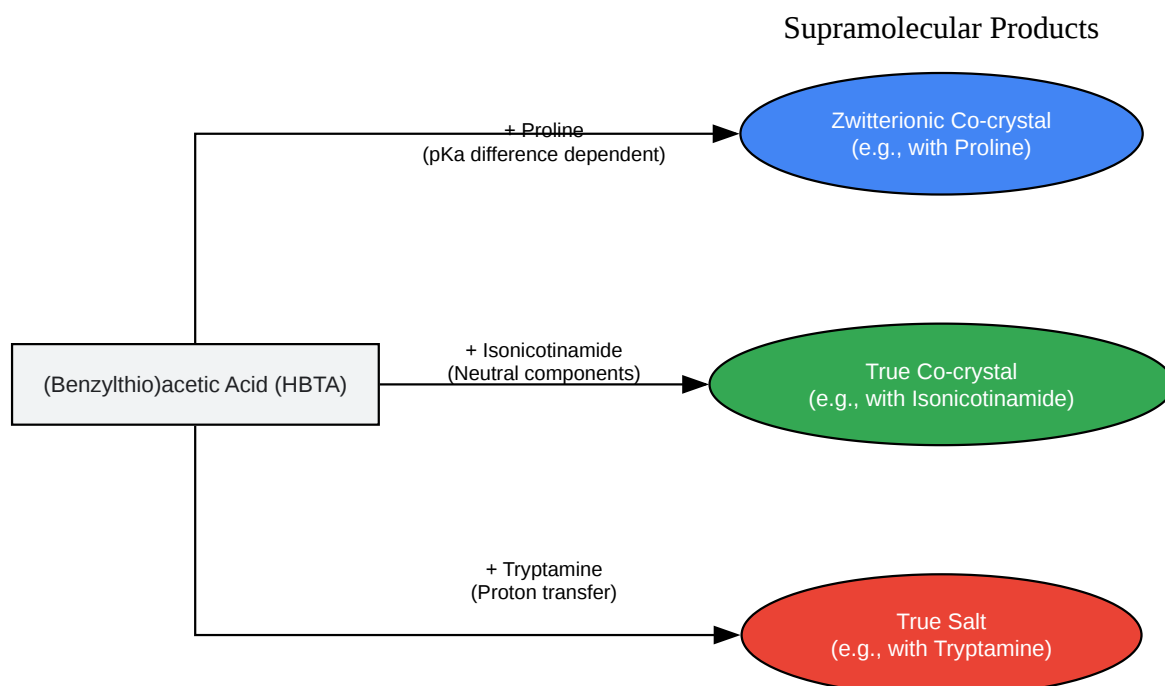 Supramolecular Products
+ Proline
(pKa difference dependent)
Zwitterionic Co-crystal
(e.g., with Proline)
(Benzylthio)acetic Acid (HBTA)
+ Isonicotinamide
(Neutral components)
True Co-crystal
(e.g., with Isonicotinamide)
+ Tryptamine
(Proton transfer)
True Salt
(e.g., with Tryptamine)